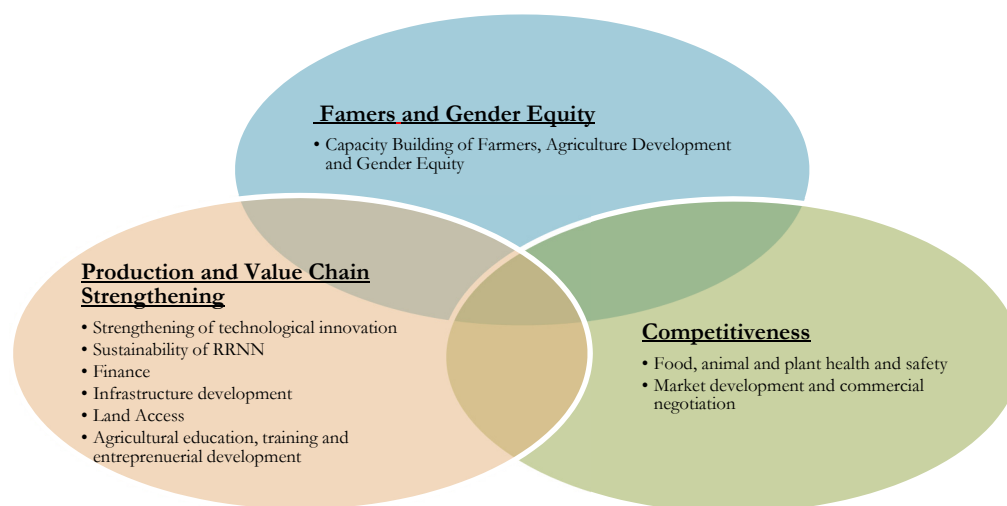 Famers and Gender Equity
• Capacity Building of Farmers, Agriculture Development
and Gender Equity
Production and Value Chain
Strengthening
• Strengthening of technological innovation
• Sustainability of RRNN
• Finance
• Infrastructure development
• Land Access
• Agricultural education, training and
entreprenuerial development
Competitiveness
• Food, animal and plant health and safety
• Market development and commercial
negotiation